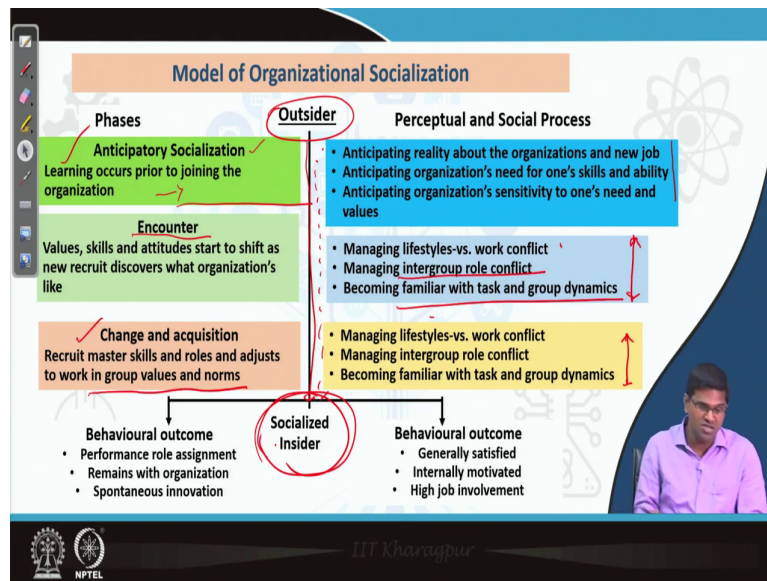 Model of Organizational Socialization
Phases
Outsider
Perceptual and Social Process
Anticipatory Socialization
Learning occurs prior to joining the
organization
• Anticipating reality about the organizations and new job
• Anticipating organization's need for one's skills and ability
• Anticipating organization's sensitivity to one's need and
values
Encounter
Values, skills and attitudes start to shift as
new recruit discovers what organization's
like
• Managing lifestyles-vs. work conflict
• Managing intergroup role conflict
• Becoming familiar with task and group dynamics
Change and acquisition
Recruit master skills and roles and adjusts
to work in group values and norms
• Managing lifestyles-vs. work conflict
• Managing intergroup role conflict
• Becoming familiar with task and group dynamics
Behavioural outcome
• Performance role assignment
• Remains with organization
• Spontaneous innovation
Socialized
Insider
Behavioural outcome
• Generally satisfied
• Internally motivated
• High job involvement
NPTEL
IIT Kharagpur